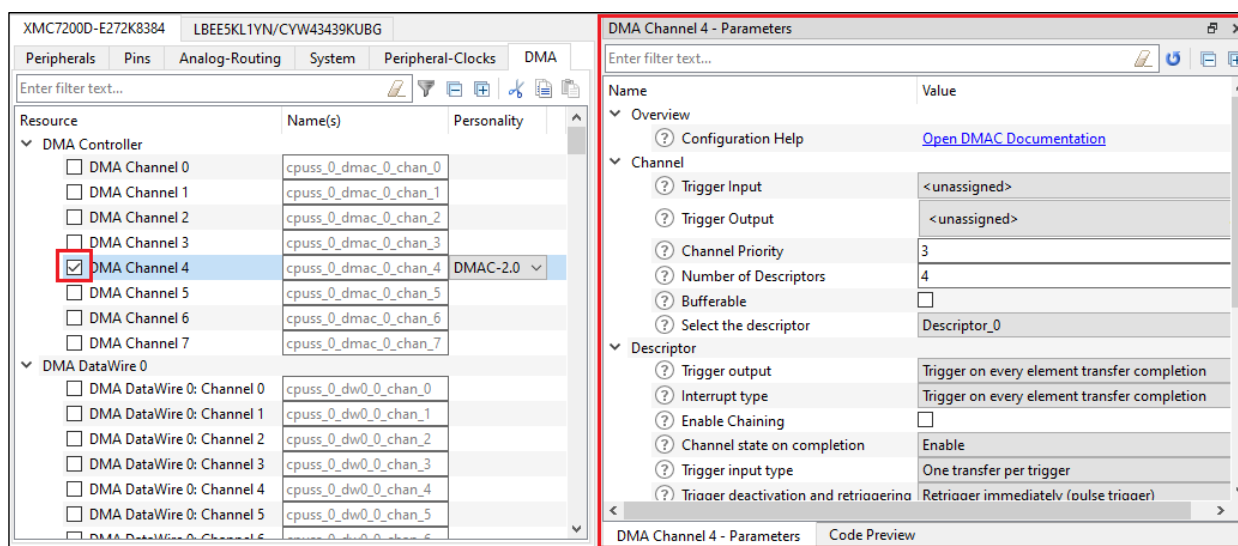 XMC7200D-E272K8384 LBEE5KL1YN/CYW43439KUBG
Peripherals Pins Analog-Routing System Peripheral-Clocks DMA
Enter filter text...
Resource Name(s) Personality
DMA Controller
DMA Channel 0 cpuss_0_dmac_0_chan_0
DMA Channel 1 cpuss_0_dmac_0_chan_1
DMA Channel 2 cpuss_0_dmac_0_chan_2
DMA Channel 3 cpuss_0_dmac_0_chan_3
DMA Channel 4 cpuss_0_dmac_0_chan_4 DMAC-2.0
DMA Channel 5 cpuss_0_dmac_0_chan_5
DMA Channel 6 cpuss_0_dmac_0_chan_6
DMA Channel 7 cpuss_0_dmac_0_chan_7
DMA DataWire 0
DMA DataWire 0: Channel 0 cpuss_0_dw0_0_chan_0
DMA DataWire 0: Channel 1 cpuss_0_dw0_0_chan_1
DMA DataWire 0: Channel 2 cpuss_0_dw0_0_chan_2
DMA DataWire 0: Channel 3 cpuss_0_dw0_0_chan_3
DMA DataWire 0: Channel 4 cpuss_0_dw0_0_chan_4
DMA DataWire 0: Channel 5 cpuss_0_dw0_0_chan_5
DMA DataWire 0: Channel 6 cpuss_0_dw0_0_chan_6
DMA Channel 4 - Parameters
Enter filter text...
Name Value
Overview
Configuration Help Open DMAC Documentation
Channel
Trigger Input <unassigned>
Trigger Output <unassigned>
Channel Priority 3
Number of Descriptors 4
Bufferable
Select the descriptor Descriptor_0
Descriptor
Trigger output Trigger on every element transfer completion
Interrupt type Trigger on every element transfer completion
Enable Chaining
Channel state on completion Enable
Trigger input type One transfer per trigger
Trigger deactivation and retriggering Retrigger immediately (pulse trigger)
DMA Channel 4 - Parameters Code Preview